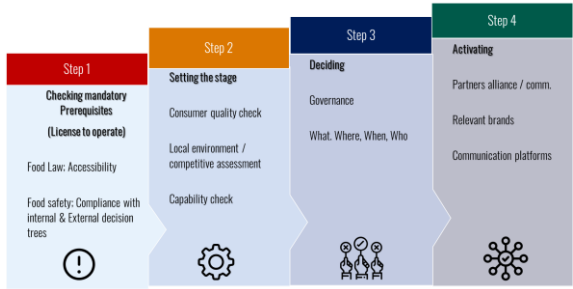 Step 1
Checking mandatory
Prerequisites
(License to operate)
Food Law: Accessibility
Food safety: Compliance with
internal & External decision
trees
Step 2
Setting the stage
Consumer quality check
Local environment /
competitive assessment
Capability check
Step 3
Deciding
Governance
What. Where, When, Who
Step 4
Activating
Partners alliance / comm.
Relevant brands
Communication platforms